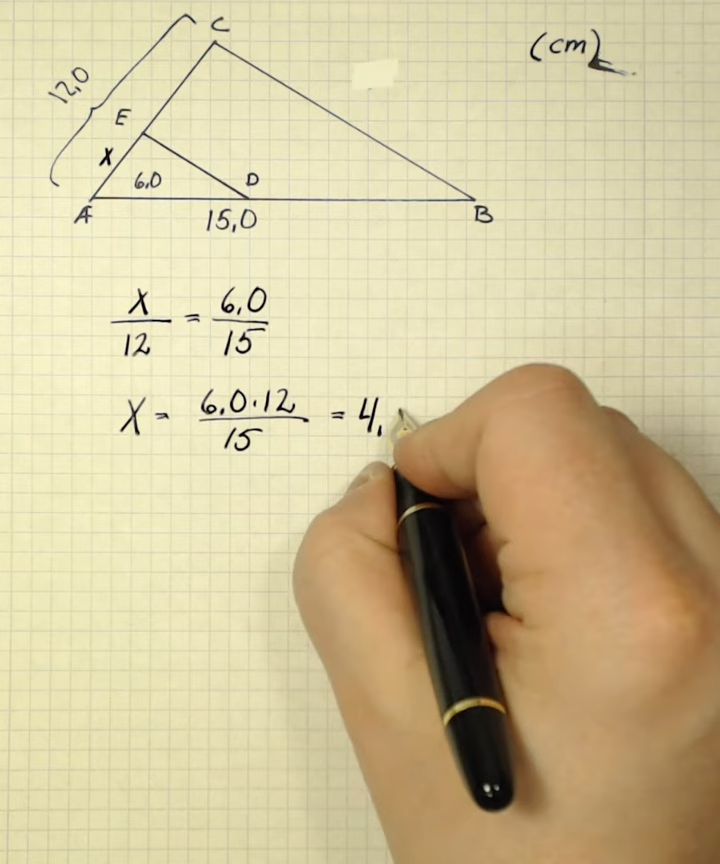 C
(cm)
12,0
E
X
6,0
D
A
15,0
B
X/12 = 6,0/15
X = 6,0·12/15 = 4,